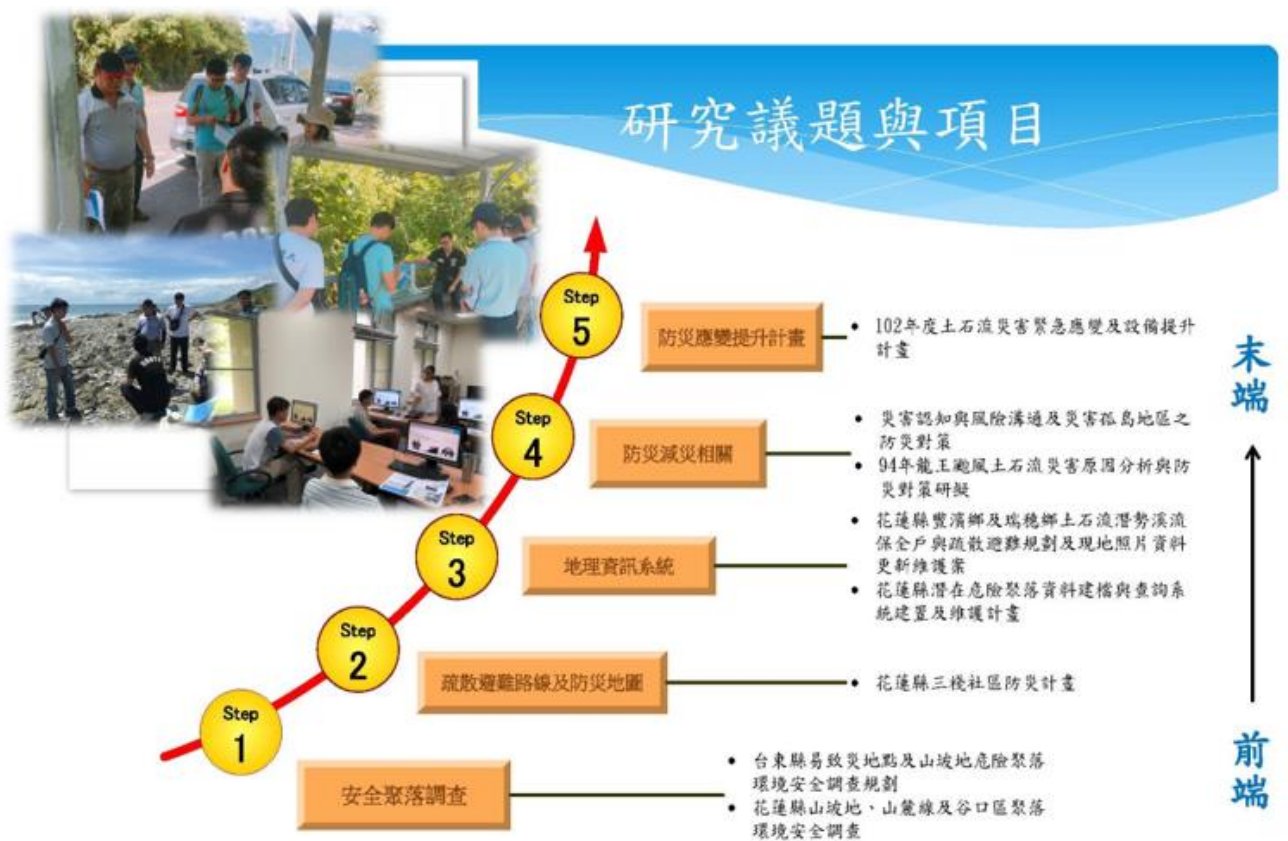 研究議題與項目
Step
5
防災應變提升計畫
• 102年度土石流災害緊急應變及設備提升
計畫
末端
Step
4
防災減災相關
• 災害認知與風險溝通及災害孤島地區之
防災對策
• 94年龍王颱風土石流災害原因分析與防
災對策研擬
Step
3
地理資訊系統
• 花蓮縣豐濱鄉及瑞穗鄉土石流潛勢溪流
保全戶與疏散避難規劃及現地照片資料
更新維護案
• 花蓮縣潛在危險聚落資料建檔與查詢系
統建置及維護計畫
Step
2
疏散避難路線及防災地圖
• 花蓮縣三棧社區防災計畫
Step
1
安全聚落調查
• 台東縣易致災地點及山坡地危險聚落
環境安全調查規劃
• 花蓮縣山坡地、山麓線及谷口區聚落
環境安全調查
前端